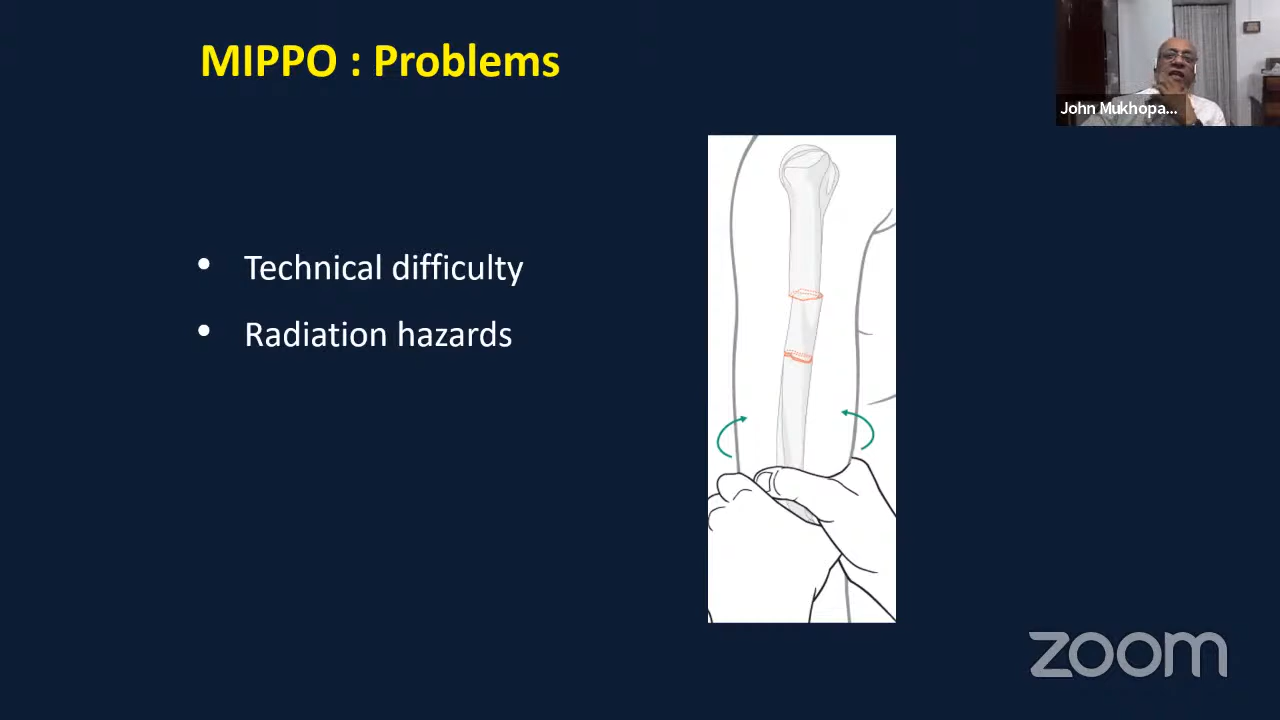 MIPPO : Problems
John Mukhopa...
• Technical difficulty
• Radiation hazards
zoom